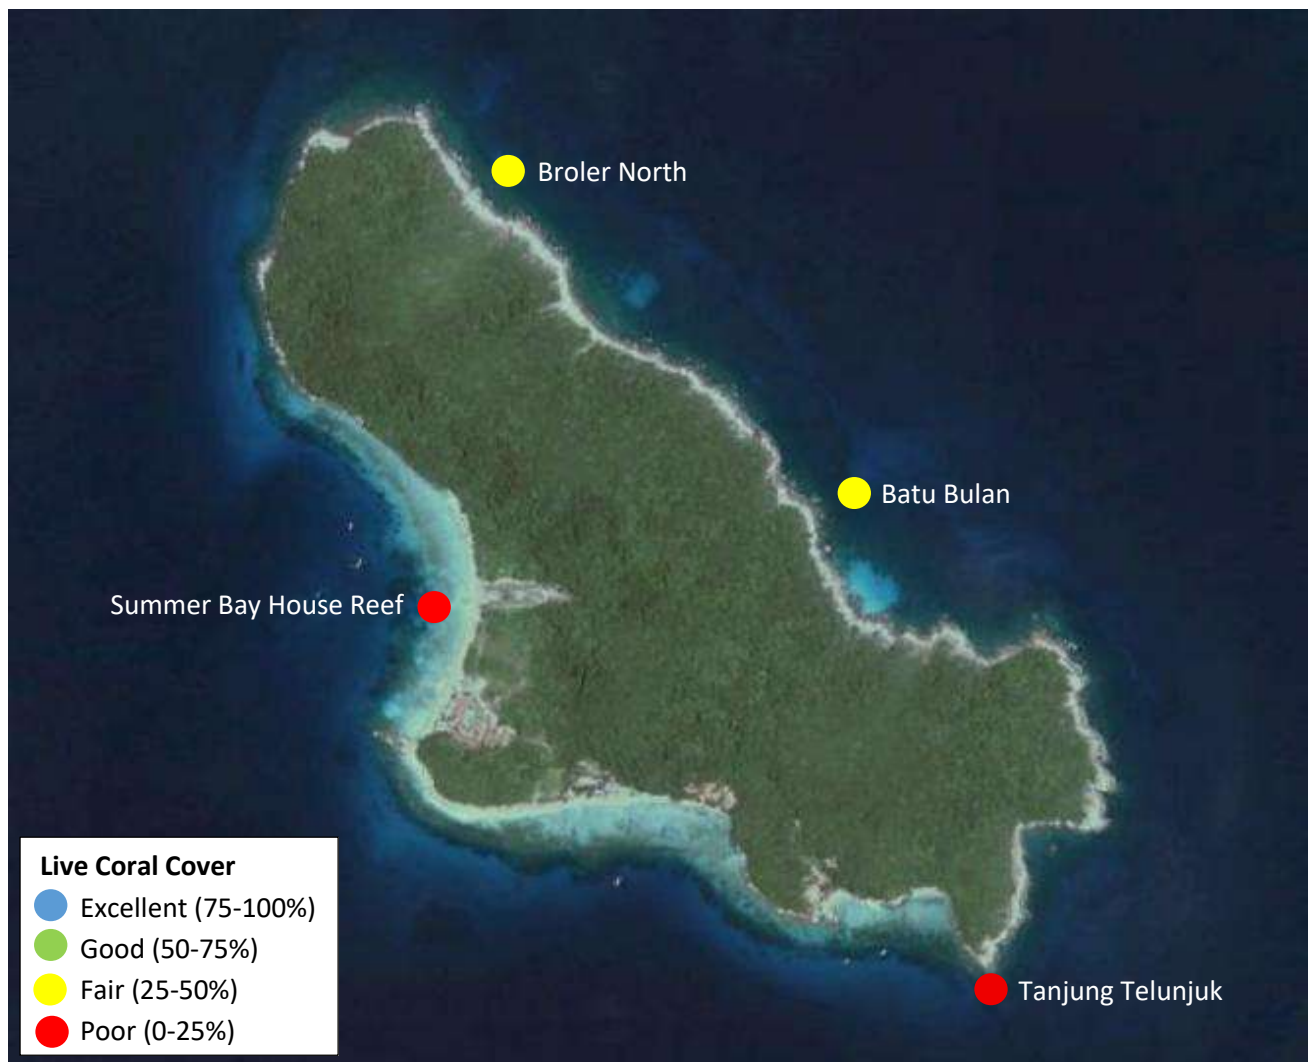 Broler North
Batu Bulan
Summer Bay House Reef
Tanjung Telunjuk
Live Coral Cover
Excellent (75-100%)
Good (50-75%)
Fair (25-50%)
Poor (0-25%)